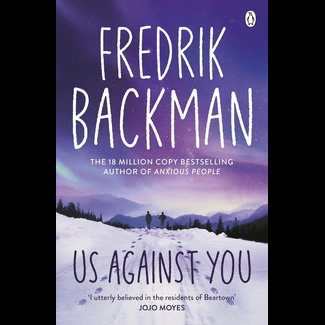 FREDRIK
BACKMAN
THE 18 MILLION COPY BESTSELLING
AUTHOR OF ANXIOUS PEOPLE
US AGAINST YOU
'I utterly believed in the residents of Beartown'
JOJO MOYES